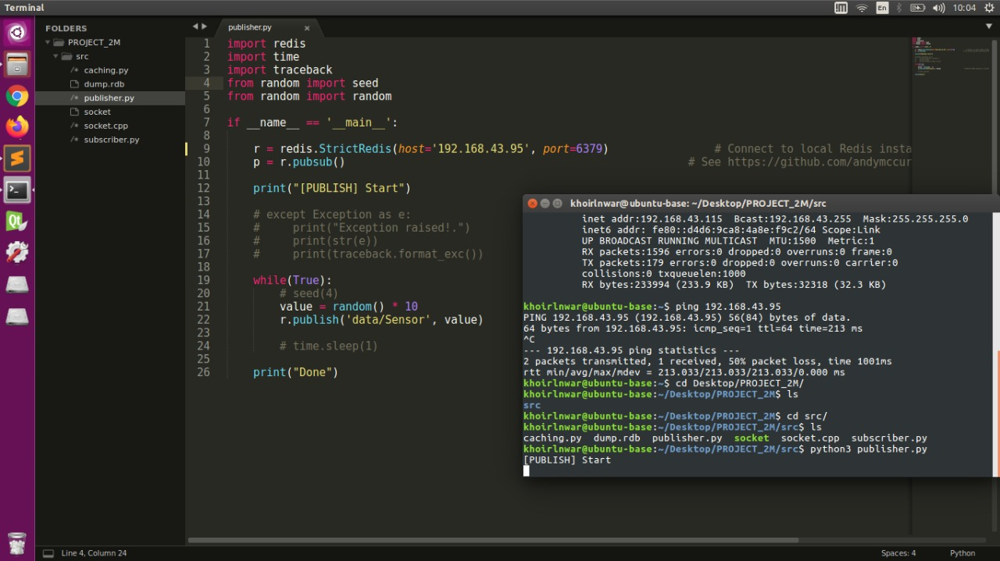 Terminal
En
10:04
FOLDERS
PROJECT_2M
src
caching.py
dump.rdb
publisher.py
socket
socket.cpp
subscriber.py
publisher.py
1 import redis
2 import time
3 import traceback
4 from random import seed
5 from random import random
6
7 if __name__ == '__main__':
8
9 r = redis.StrictRedis(host='192.168.43.95', port=6379) # Connect to local Redis insta
10 p = r.pubsub() # See https://github.com/andymccur
11
12 print("[PUBLISH] Start")
13
14 # except Exception as e:
15 # print("Exception raised!.")
16 # print(str(e))
17 # print(traceback.format_exc())
18
19 while(True):
20 # seed(4)
21 value = random() * 10
22 r.publish('data/Sensor', value)
23
24 # time.sleep(1)
25
26 print("Done")
khoirlnwar@ubuntu-base: ~/Desktop/PROJECT_2M/src
inet addr:192.168.43.115 Bcast:192.168.43.255 Mask:255.255.255.0
inet6 addr: fe80::d4d6:9ca8:4a8e:f9c2/64 Scope:Link
UP BROADCAST RUNNING MULTICAST MTU:1500 Metric:1
RX packets:1596 errors:0 dropped:0 overruns:0 frame:0
TX packets:179 errors:0 dropped:0 overruns:0 carrier:0
collisions:0 txqueuelen:1000
RX bytes:233994 (233.9 KB) TX bytes:32318 (32.3 KB)
khoirlnwar@ubuntu-base:~$ ping 192.168.43.95
PING 192.168.43.95 (192.168.43.95) 56(84) bytes of data.
64 bytes from 192.168.43.95: icmp_seq=1 ttl=64 time=213 ms
^C
--- 192.168.43.95 ping statistics ---
2 packets transmitted, 1 received, 50% packet loss, time 1001ms
rtt min/avg/max/mdev = 213.033/213.033/213.033/0.000 ms
khoirlnwar@ubuntu-base:~$ cd Desktop/PROJECT_2M/
khoirlnwar@ubuntu-base:~/Desktop/PROJECT_2M$ ls
src
khoirlnwar@ubuntu-base:~/Desktop/PROJECT_2M$ cd src/
khoirlnwar@ubuntu-base:~/Desktop/PROJECT_2M/src$ ls
caching.py dump.rdb publisher.py socket socket.cpp subscriber.py
khoirlnwar@ubuntu-base:~/Desktop/PROJECT_2M/src$ python3 publisher.py
[PUBLISH] Start
Line 4, Column 24
Spaces: 4
Python